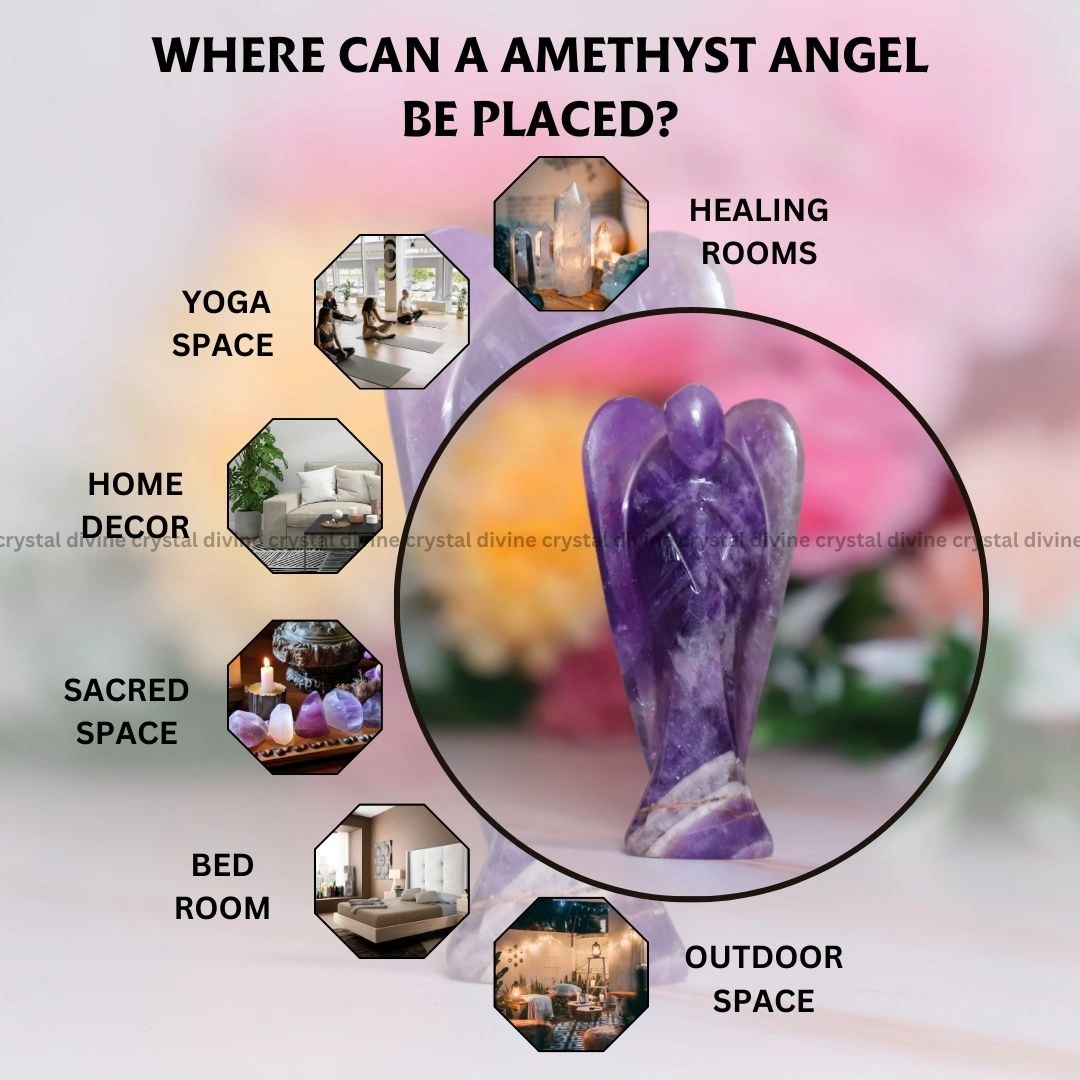 WHERE CAN A AMETHYST ANGEL
BE PLACED?
HEALING
ROOMS
YOGA
SPACE
HOME
DECOR
crystal divine crystal divine crystal divine crystal divine crystal divine crystal divine crystal divine crystal divine
SACRED
SPACE
BED
ROOM
OUTDOOR
SPACE